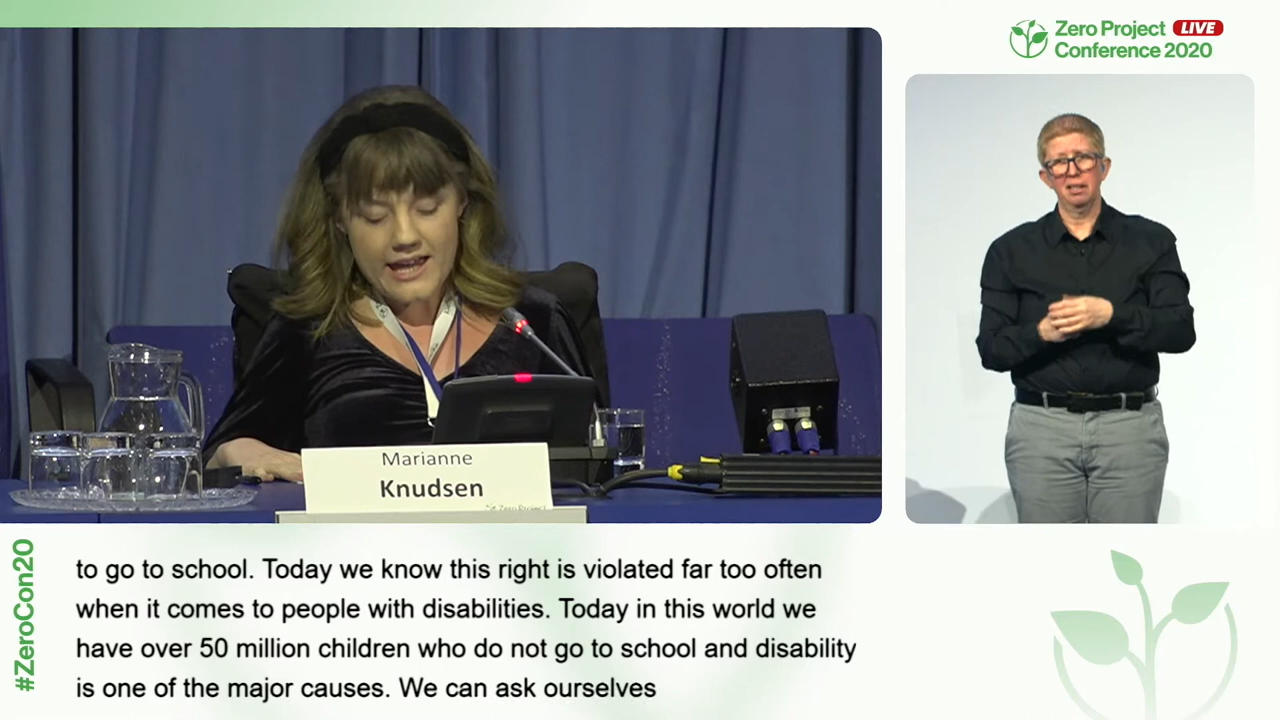 Zero Project LIVE
Conference 2020
Marianne
Knudsen
Zero Project
#ZeroCon20
to go to school. Today we know this right is violated far too often
when it comes to people with disabilities. Today in this world we
have over 50 million children who do not go to school and disability
is one of the major causes. We can ask ourselves